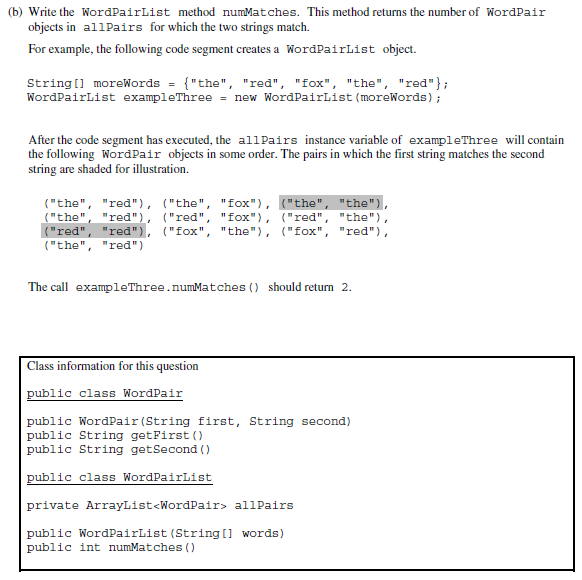 (b) Write the WordPairList method numMatches. This method returns the number of WordPair
objects in allPairs for which the two strings match.
For example, the following code segment creates a WordPairList object.
String[] moreWords = {"the", "red", "fox", "the", "red"};
WordPairList exampleThree = new WordPairList(moreWords);
After the code segment has executed, the allPairs instance variable of exampleThree will contain
the following WordPair objects in some order. The pairs in which the first string matches the second
string are shaded for illustration.
("the", "red"), ("the", "fox"), ("the", "the"),
("the", "red"), ("red", "fox"), ("red", "the"),
("red", "red"), ("fox", "the"), ("fox", "red"),
("the", "red")
The call exampleThree.numMatches() should return 2.
Class information for this question
public class WordPair
public WordPair(String first, String second)
public String getFirst()
public String getSecond()
public class WordPairList
private ArrayList<WordPair> allPairs
public WordPairList(String[] words)
public int numMatches()